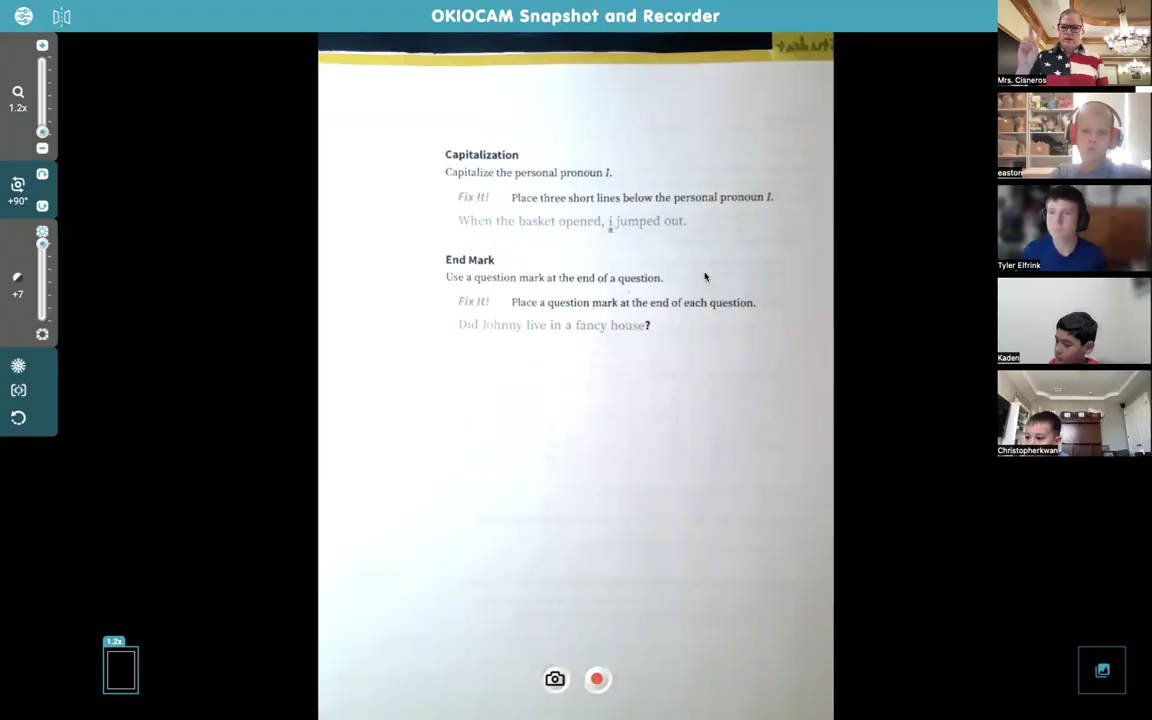 OKIOCAM Snapshot and Recorder
1.2x
+90°
+7
Capitalization
Capitalize the personal pronoun I.
Fix It! Place three short lines below the personal pronoun I.
When the basket opened, i jumped out.
End Mark
Use a question mark at the end of a question.
Fix It! Place a question mark at the end of each question.
Did Johnny live in a fancy house?
1.2x
Mrs. Cisneros
easton
Tyler Elfrink
Kaden
Christopherkwan